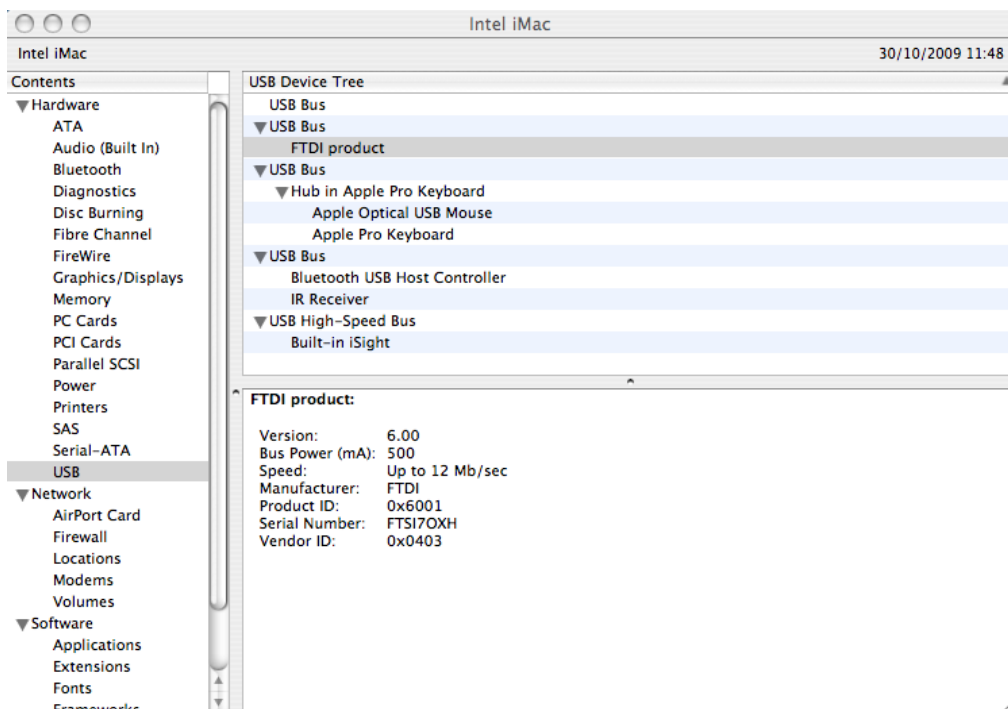 Intel iMac
Intel iMac 30/10/2009 11:48
Contents
Hardware
ATA
Audio (Built In)
Bluetooth
Diagnostics
Disc Burning
Fibre Channel
FireWire
Graphics/Displays
Memory
PC Cards
PCI Cards
Parallel SCSI
Power
Printers
SAS
Serial-ATA
USB
Network
AirPort Card
Firewall
Locations
Modems
Volumes
Software
Applications
Extensions
Fonts
Frameworks
USB Device Tree
USB Bus
USB Bus
FTDI product
USB Bus
Hub in Apple Pro Keyboard
Apple Optical USB Mouse
Apple Pro Keyboard
USB Bus
Bluetooth USB Host Controller
IR Receiver
USB High-Speed Bus
Built-in iSight
FTDI product:
Version: 6.00
Bus Power (mA): 500
Speed: Up to 12 Mb/sec
Manufacturer: FTDI
Product ID: 0x6001
Serial Number: FTSI7OXH
Vendor ID: 0x0403